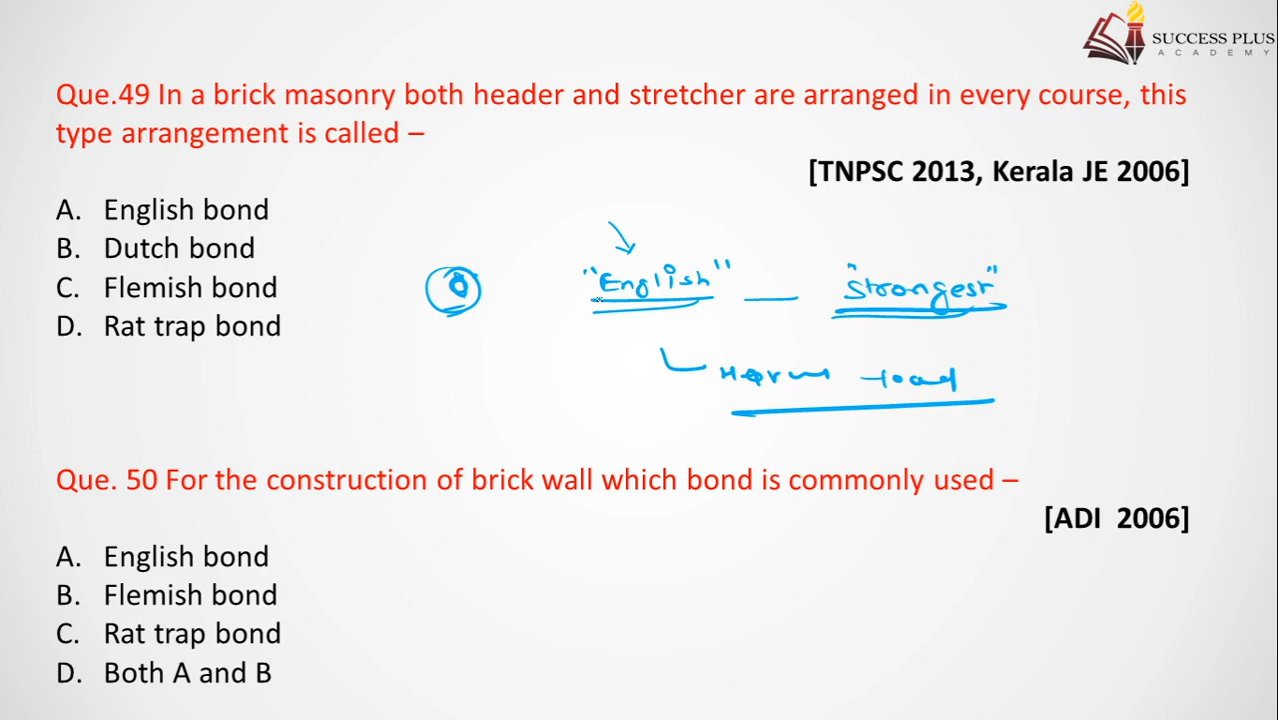 SUCCESS PLUS
ACADEMY
Que.49 In a brick masonry both header and stretcher are arranged in every course, this
type arrangement is called –
[TNPSC 2013, Kerala JE 2006]
A. English bond
B. Dutch bond
C. Flemish bond
D. Rat trap bond
"English" — "Strongest"
load
Que. 50 For the construction of brick wall which bond is commonly used –
[ADI 2006]
A. English bond
B. Flemish bond
C. Rat trap bond
D. Both A and B